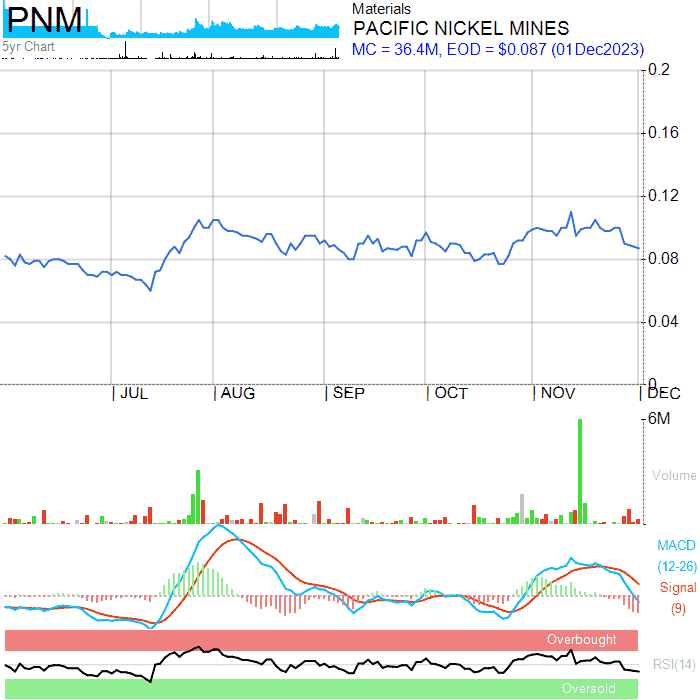 PNM
Materials
PACIFIC NICKEL MINES
5yr Chart
MC = 36.4M, EOD = $0.087 (01Dec2023)
0.2
0.16
0.12
0.08
0.04
0
JUL AUG SEP OCT NOV DEC
6M
Volume
MACD
(12-26)
Signal
(9)
Overbought
RSI(14)
Oversold